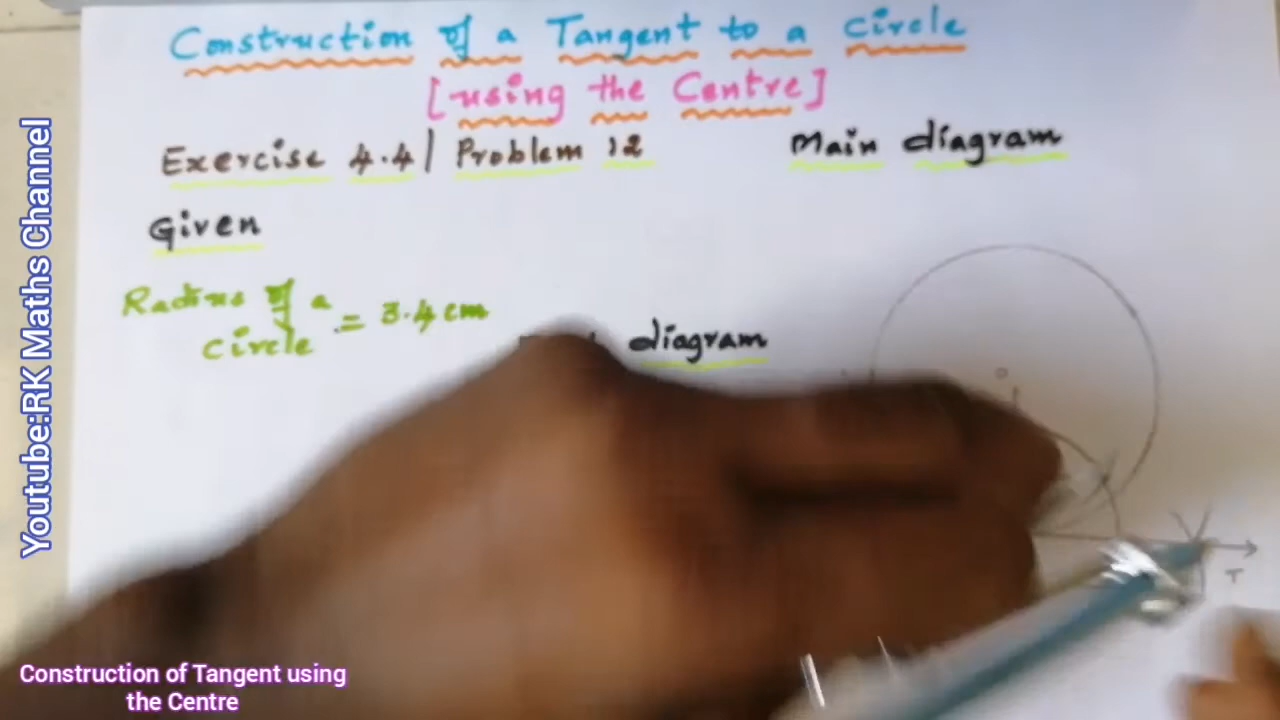 Construction of a Tangent to a circle
[using the Centre]
Exercise 4.4 | Problem 12
Main diagram
Given
Radius of a circle = 3.4 cm
diagram
O
T
Youtube:RK Maths Channel
Construction of Tangent using
the Centre